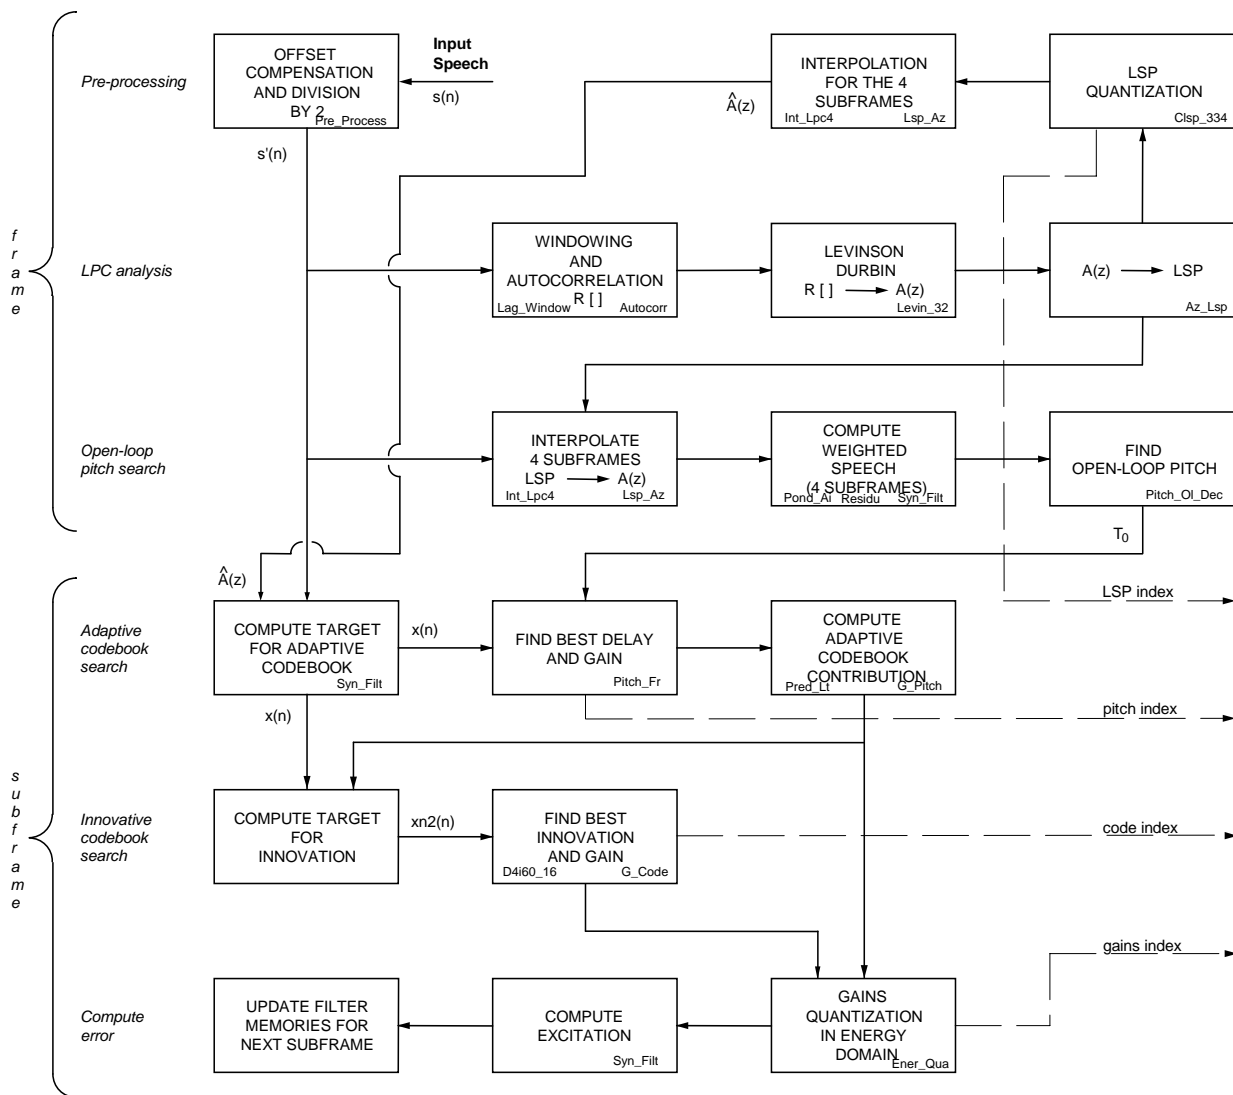 Pre-processing
OFFSET
COMPENSATION
AND DIVISION
BY 2
Pre_Process
Input
Speech
s(n)
s'(n)
Â(z)
INTERPOLATION
FOR THE 4
SUBFRAMES
Int_Lpc4 Lsp_Az
LSP
QUANTIZATION
Clsp_334
frame
LPC analysis
WINDOWING
AND
AUTOCORRELATION
R [ ]
Lag_Window Autocorr
LEVINSON
DURBIN
R [ ] A(z)
Levin_32
A(z) LSP
Az_Lsp
Open-loop
pitch search
INTERPOLATE
4 SUBFRAMES
LSP A(z)
Int_Lpc4 Lsp_Az
COMPUTE
WEIGHTED
SPEECH
(4 SUBFRAMES)
Pond_Ai Residu Syn_Filt
FIND
OPEN-LOOP PITCH
Pitch_Ol_Dec
T0
Â(z)
LSP index
subframe
Adaptive
codebook
search
COMPUTE TARGET
FOR ADAPTIVE
CODEBOOK
Syn_Filt
x(n)
FIND BEST DELAY
AND GAIN
Pitch_Fr
COMPUTE
ADAPTIVE
CODEBOOK
CONTRIBUTION
Pred_Lt G_Pitch
x(n)
pitch index
Innovative
codebook
search
COMPUTE TARGET
FOR
INNOVATION
xn2(n)
FIND BEST
INNOVATION
AND GAIN
D4i60_16 G_Code
code index
gains index
Compute
error
UPDATE FILTER
MEMORIES FOR
NEXT SUBFRAME
COMPUTE
EXCITATION
Syn_Filt
GAINS
QUANTIZATION
IN ENERGY
DOMAIN
Ener_Qua